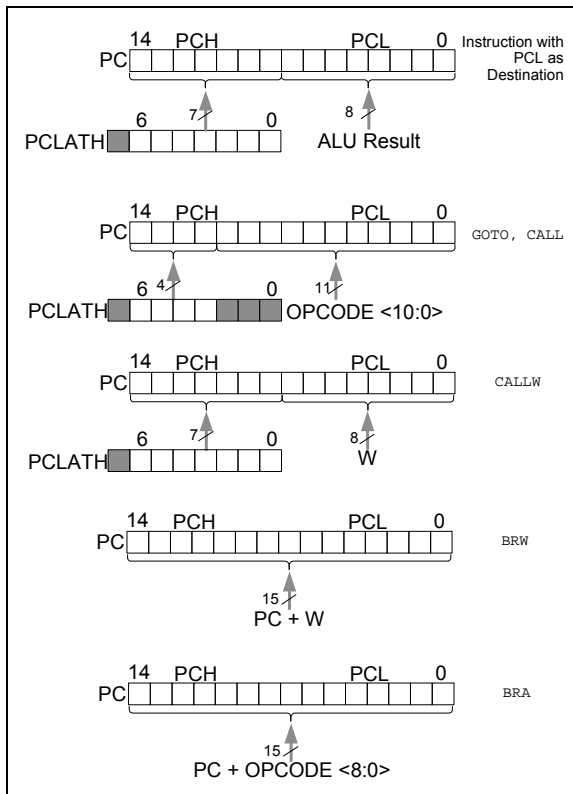 14 PCH PCL 0
Instruction with
PCL as
Destination
PC
7 8
6 0
PCLATH
ALU Result
14 PCH PCL 0
PC
GOTO, CALL
4 11
6 0
PCLATH
OPCODE <10:0>
14 PCH PCL 0
PC
CALLW
7 8
6 0
W
PCLATH
14 PCH PCL 0
PC
BRW
15
PC + W
14 PCH PCL 0
PC
BRA
15
PC + OPCODE <8:0>